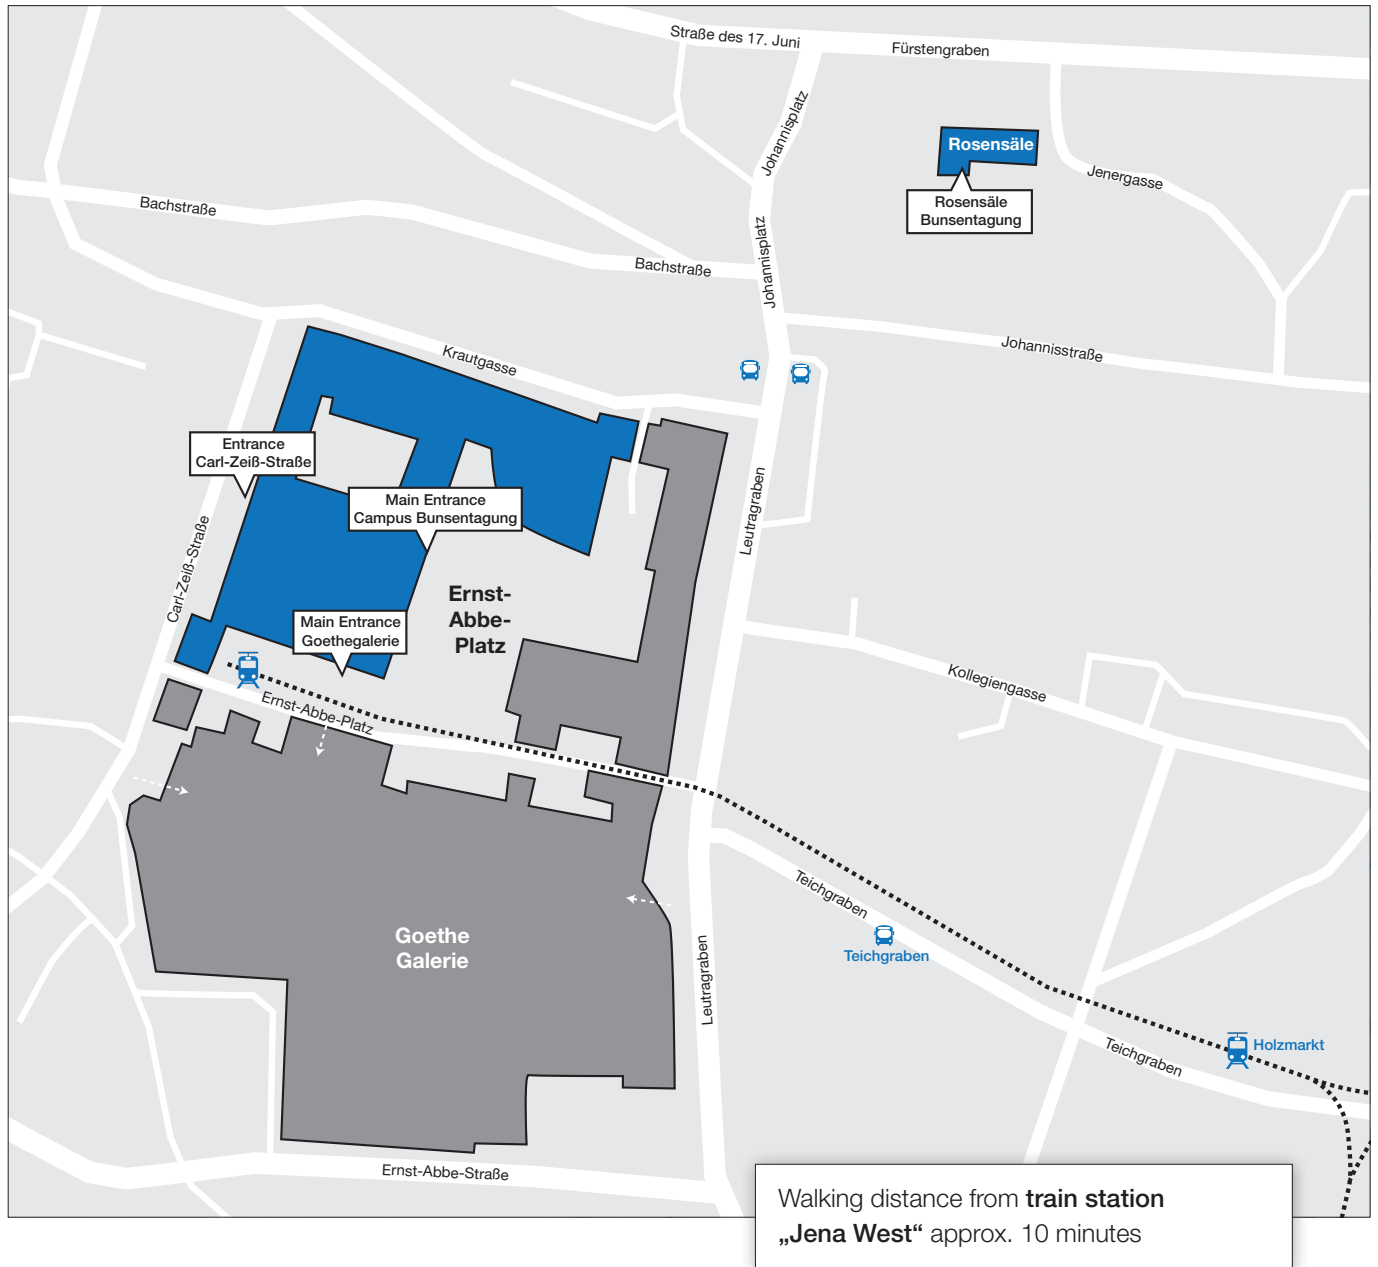 Straße des 17. Juni
Fürstengraben
Johannisplatz
Rosensäle
Jenergasse
Rosensäle
Bunsentagung
Bachstraße
Johannisplatz
Bachstraße
Krautgasse
Johannisstraße
Entrance
Carl-Zeiß-Straße
Main Entrance
Campus Bunsentagung
Leutragraben
Carl-Zeiß-Straße
Ernst-
Abbe-
Platz
Main Entrance
Goethegalerie
Kollegiengasse
Ernst-Abbe-Platz
Teichgraben
Teichgraben
Goethe
Galerie
Leutragraben
Holzmarkt
Teichgraben
Ernst-Abbe-Straße
Walking distance from train station
„Jena West“ approx. 10 minutes